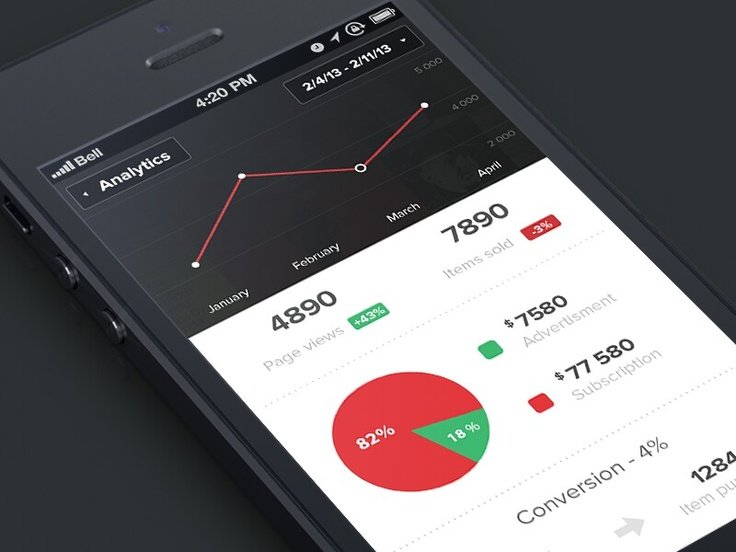 Bell
4:20 PM
Analytics
2/4/13 - 2/11/13
5 000
4 000
2 000
January
February
March
April
4890
Page views
+43%
7890
Items sold
-3%
$ 7580
Advertisment
$ 77 580
Subscription
82%
18 %
Conversion - 4%
1284
Item pu